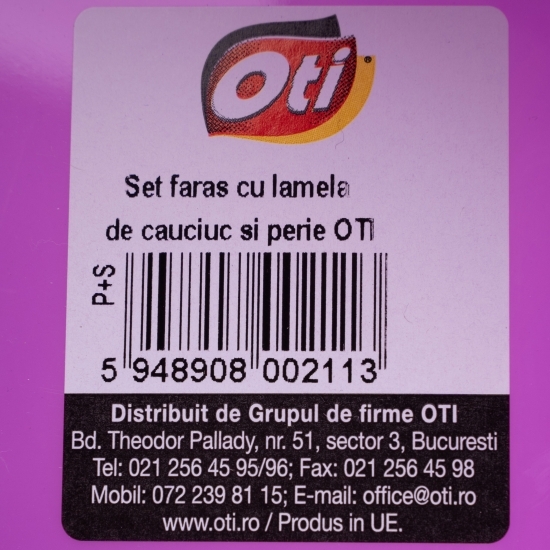 Oti®
Set faras cu lamela
de cauciuc si perie OTI
P+S
5 948908 002113
Distribuit de Grupul de firme OTI
Bd. Theodor Pallady, nr. 51, sector 3, Bucuresti
Tel: 021 256 45 95/96; Fax: 021 256 45 98
Mobil: 072 239 81 15; E-mail: office@oti.ro
www.oti.ro / Produs in UE.